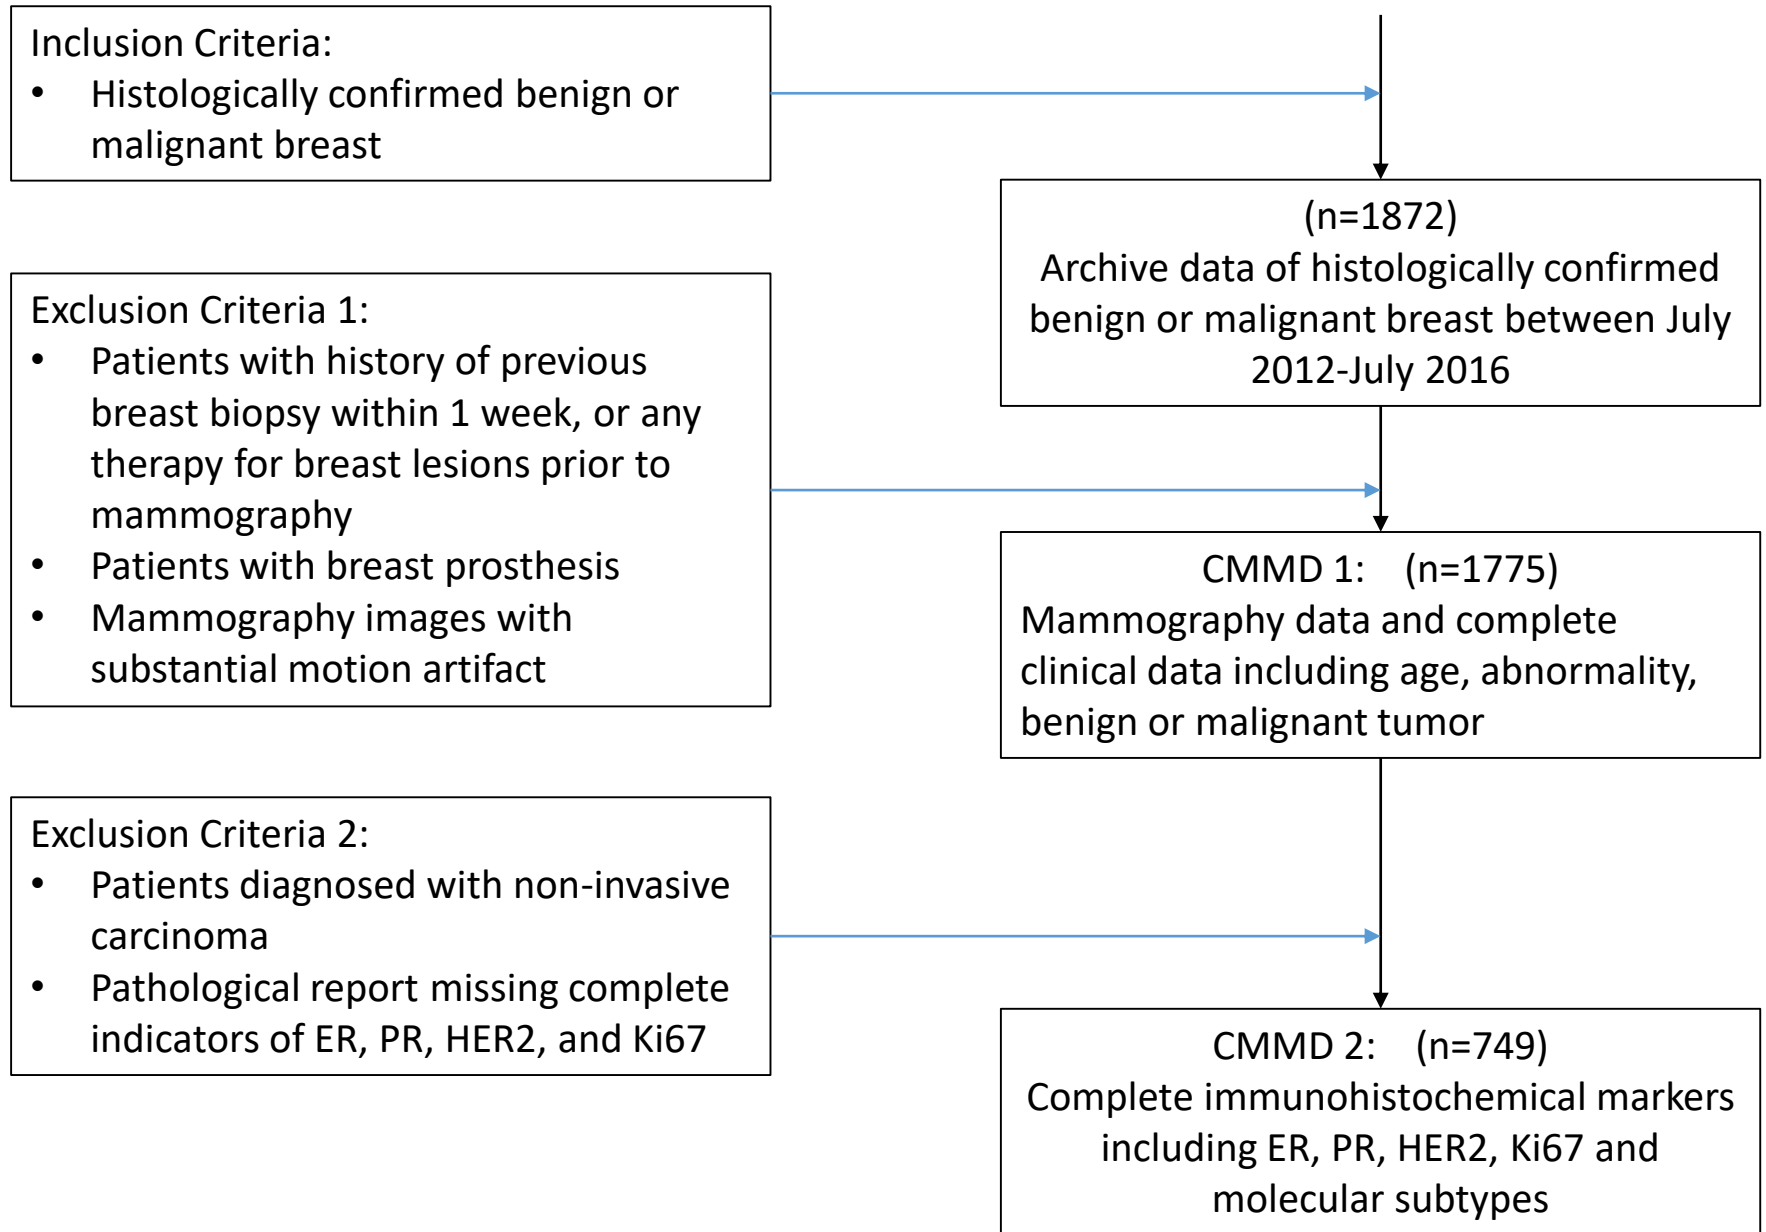 Inclusion Criteria:
• Histologically confirmed benign or
malignant breast
(n=1872)
Archive data of histologically confirmed
benign or malignant breast between July
2012-July 2016
Exclusion Criteria 1:
• Patients with history of previous
breast biopsy within 1 week, or any
therapy for breast lesions prior to
mammography
• Patients with breast prosthesis
• Mammography images with
substantial motion artifact
CMMD 1: (n=1775)
Mammography data and complete
clinical data including age, abnormality,
benign or malignant tumor
Exclusion Criteria 2:
• Patients diagnosed with non-invasive
carcinoma
• Pathological report missing complete
indicators of ER, PR, HER2, and Ki67
CMMD 2: (n=749)
Complete immunohistochemical markers
including ER, PR, HER2, Ki67 and
molecular subtypes